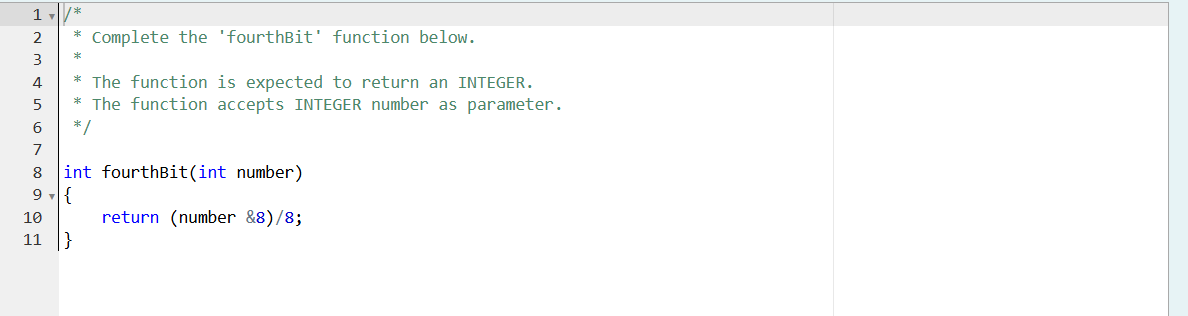 1 /*
2  * Complete the 'fourthBit' function below.
3  *
4  * The function is expected to return an INTEGER.
5  * The function accepts INTEGER number as parameter.
6  */
7
8 int fourthBit(int number)
9 {
10     return (number &8)/8;
11 }